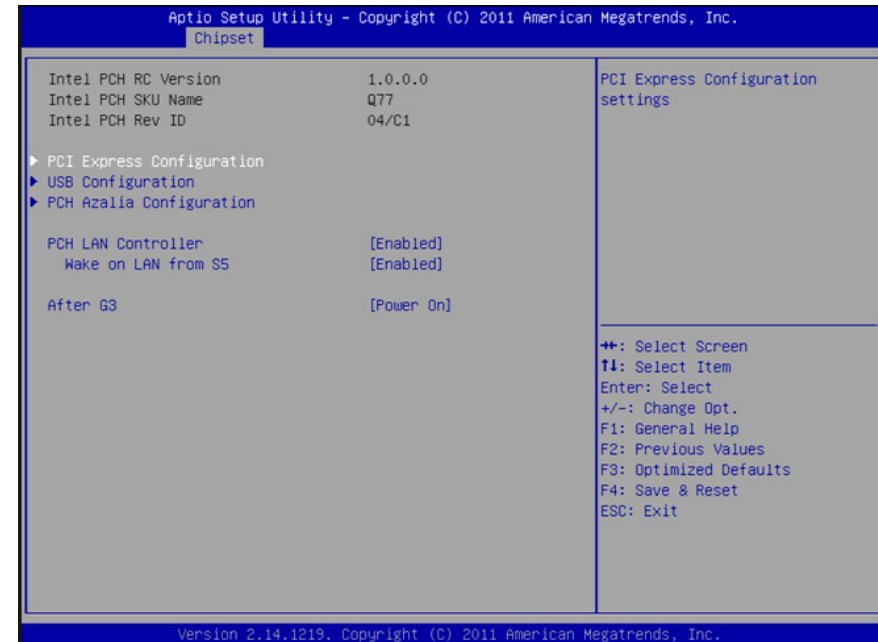 Aptio Setup Utility - Copyright (C) 2011 American Megatrends, Inc.
Chipset
Intel PCH RC Version 1.0.0.0
Intel PCH SKU Name Q77
Intel PCH Rev ID 04/C1
PCI Express Configuration
USB Configuration
PCH Azalia Configuration
PCH LAN Controller [Enabled]
Wake on LAN from S5 [Enabled]
After G3 [Power On]
PCI Express Configuration
settings
→←: Select Screen
↑↓: Select Item
Enter: Select
+/-: Change Opt.
F1: General Help
F2: Previous Values
F3: Optimized Defaults
F4: Save & Reset
ESC: Exit
Version 2.14.1219. Copyright (C) 2011 American Megatrends, Inc.